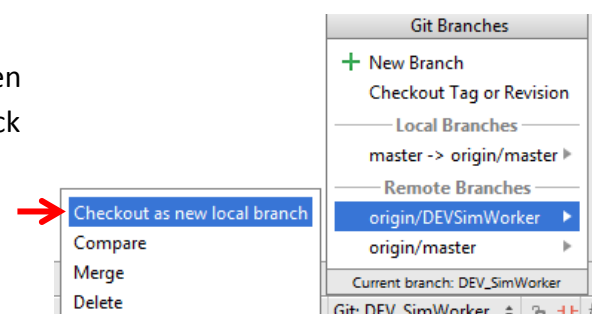 en
ck
Git Branches
New Branch
Checkout Tag or Revision
Local Branches
master -> origin/master
Remote Branches
origin/DEVSimWorker
origin/master
Current branch: DEV_SimWorker
Git: DEV_SimWorker
Checkout as new local branch
Compare
Merge
Delete